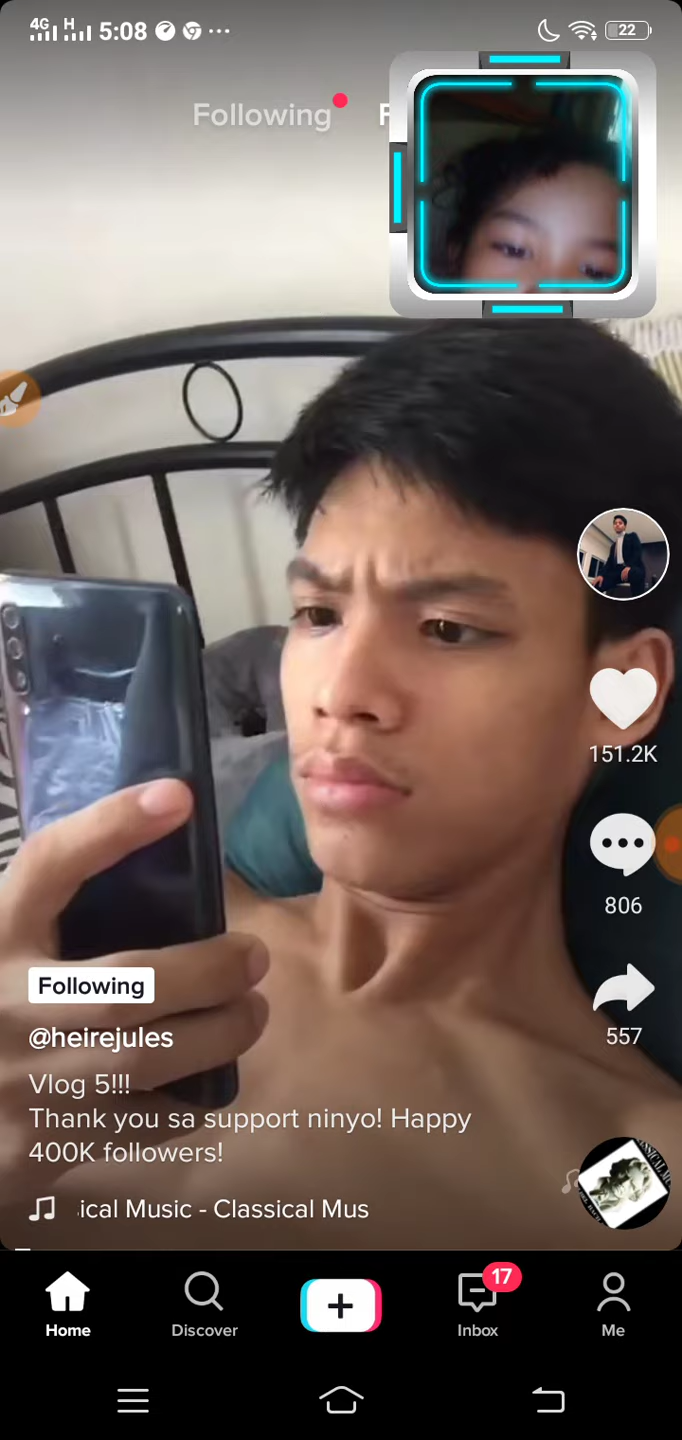 4G H 5:08 22
Following
Following
@heirejules
Vlog 5!!!
Thank you sa support ninyo! Happy
400K followers!
ical Music - Classical Mus
151.2K
806
557
Home
Discover
17
Inbox
Me